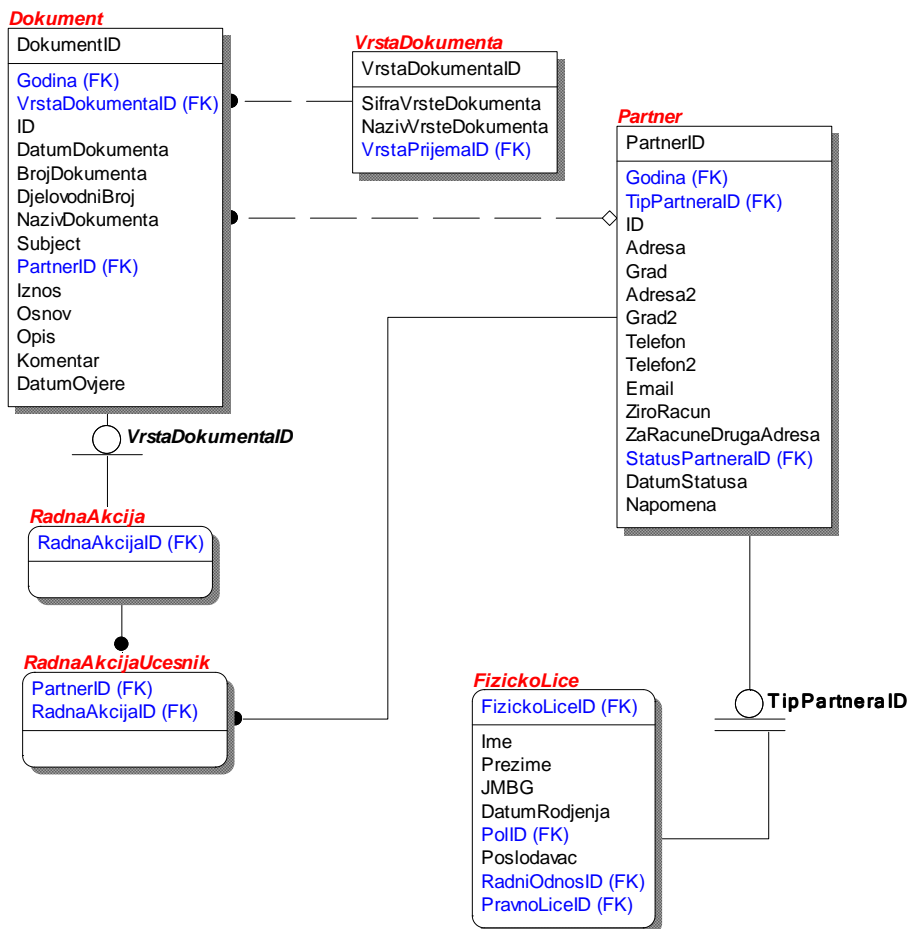 Dokument
DokumentID
Godina (FK)
VrstaDokumentaID (FK)
ID
DatumDokumenta
BrojDokumenta
DjelovodniBroj
NazivDokumenta
Subject
PartnerID (FK)
Iznos
Osnov
Opis
Komentar
DatumOvjere
VrstaDokumenta
VrstaDokumentaID
SifraVrsteDokumenta
NazivVrsteDokumenta
VrstaPrijemaID (FK)
Partner
PartnerID
Godina (FK)
TipPartneraID (FK)
ID
Adresa
Grad
Adresa2
Grad2
Telefon
Telefon2
Email
ZiroRacun
ZaRacuneDrugaAdresa
StatusPartneraID (FK)
DatumStatusa
Napomena
VrstaDokumentaID
RadnaAkcija
RadnaAkcijaID (FK)
RadnaAkcijaUcesnik
PartnerID (FK)
RadnaAkcijaID (FK)
FizickoLice
FizickoLiceID (FK)
Ime
Prezime
JMBG
DatumRodjenja
PolID (FK)
Poslodavac
RadniOdnosID (FK)
PravnoLiceID (FK)
TipPartneraID